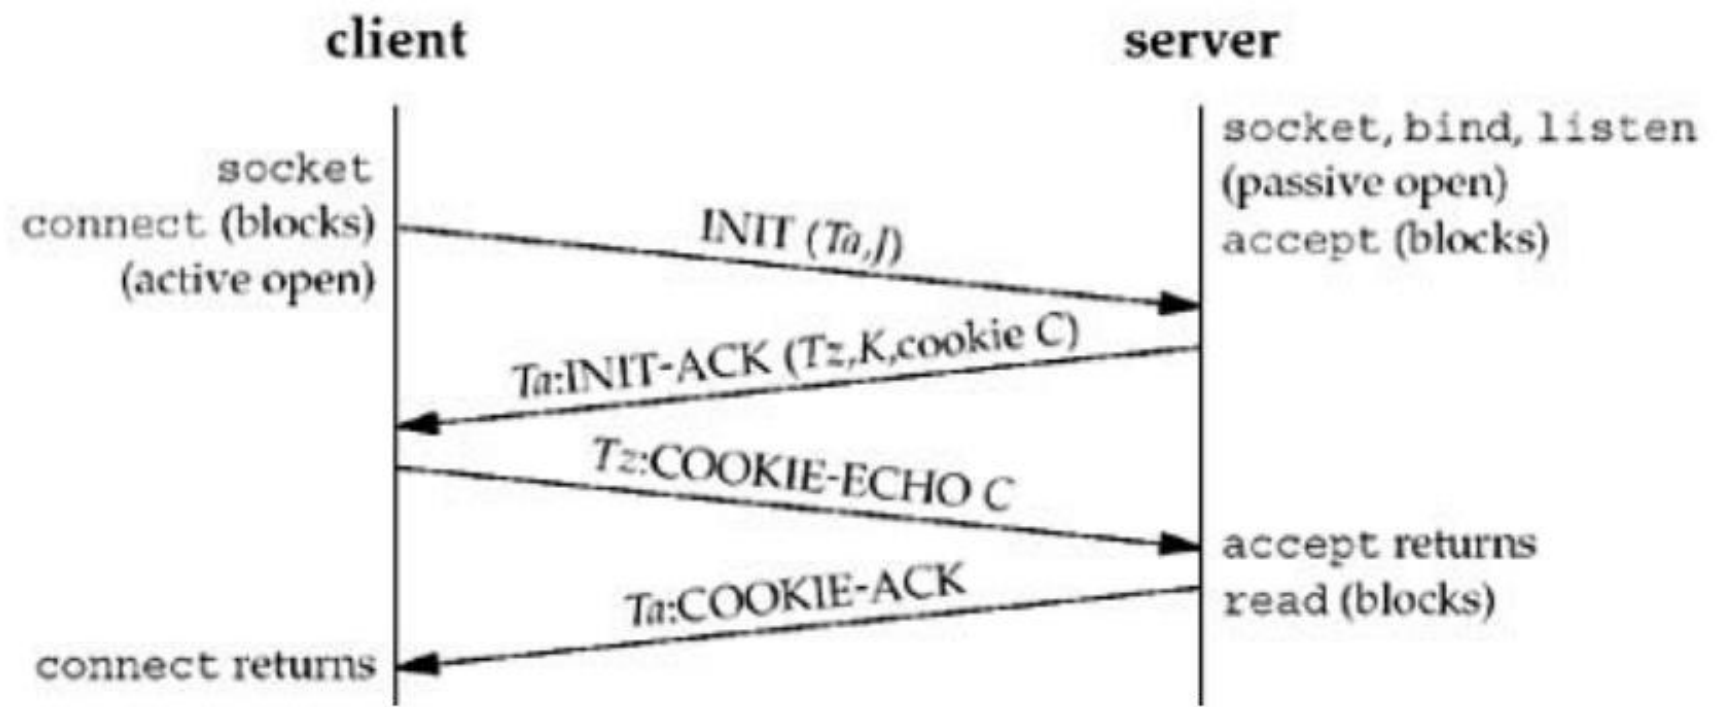 client
server
socket, bind, listen
(passive open)
accept (blocks)
socket
connect (blocks)
(active open)
INIT (Ta,J)
Ta:INIT-ACK (Tz,K,cookie C)
Tz:COOKIE-ECHO C
accept returns
read (blocks)
Ta:COOKIE-ACK
connect returns